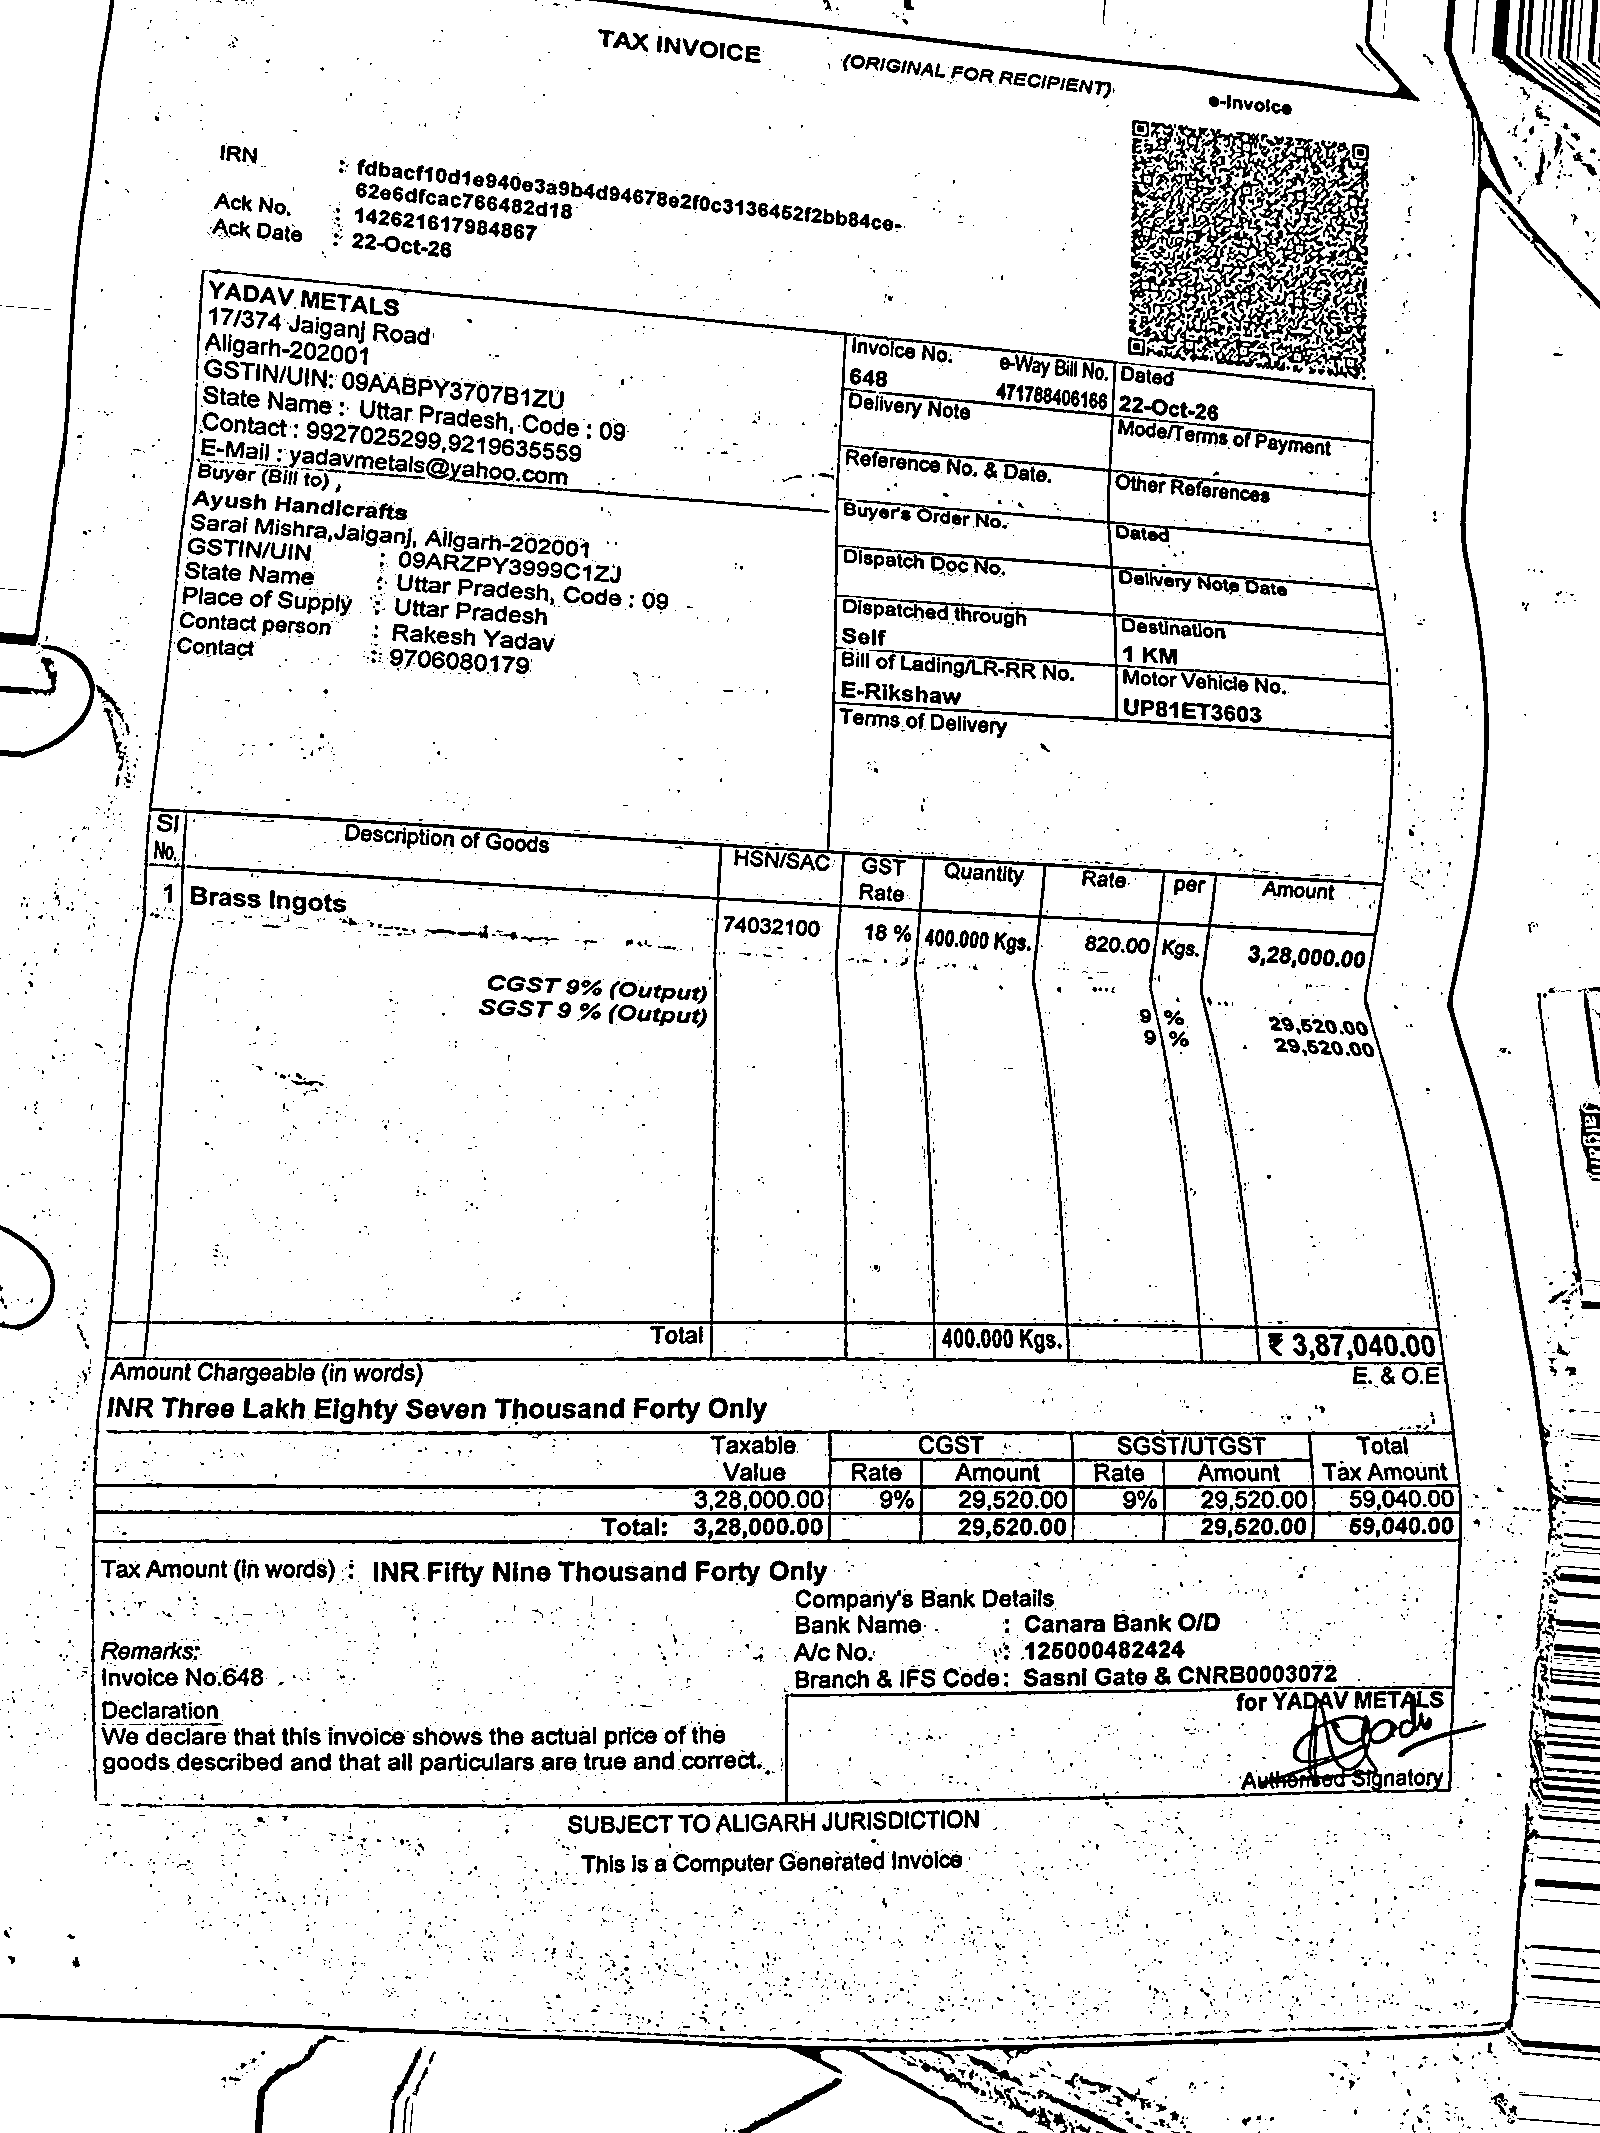 TAX INVOICE (ORIGINAL FOR RECIPIENT)
e-Invoice
IRN : fdbacf10d1e940e3a9b4d94678e2f0c3136452f2bb84ce-
62e6dfcac766482d18
Ack No. : 142621617984867
Ack Date : 22-Oct-26
YADAV METALS
17/374 Jaiganj Road
Aligarh-202001
GSTIN/UIN: 09AABPY3707B1ZU
State Name : Uttar Pradesh, Code : 09
Contact : 9927025299,9219635559
E-Mail : yadavmetals@yahoo.com
Buyer (Bill to)
Ayush Handicrafts
Sarai Mishra,Jaiganj, Aligarh-202001
GSTIN/UIN : 09ARZPY3999C1ZJ
State Name : Uttar Pradesh, Code : 09
Place of Supply : Uttar Pradesh
Contact person : Rakesh Yadav
Contact : 9706080179
Invoice No. e-Way Bill No. Dated
648 471788406166 22-Oct-26
Delivery Note Mode/Terms of Payment
Reference No. & Date. Other References
Buyer's Order No. Dated
Dispatch Doc No. Delivery Note Date
Dispatched through Destination
Self 1 KM
Bill of Lading/LR-RR No. Motor Vehicle No.
E-Rikshaw UP81ET3603
Terms of Delivery
Sl No. Description of Goods HSN/SAC GST Rate Quantity Rate per Amount
1 Brass Ingots 74032100 18 % 400.000 Kgs. 820.00 Kgs. 3,28,000.00
CGST 9% (Output) 9 % 29,520.00
SGST 9 % (Output) 9 % 29,520.00
Total 400.000 Kgs. ₹ 3,87,040.00
Amount Chargeable (in words) E. & O.E
INR Three Lakh Eighty Seven Thousand Forty Only
Taxable CGST SGST/UTGST Total
Value Rate Amount Rate Amount Tax Amount
3,28,000.00 9% 29,520.00 9% 29,520.00 59,040.00
Total: 3,28,000.00 29,520.00 29,520.00 59,040.00
Tax Amount (in words) : INR Fifty Nine Thousand Forty Only
Company's Bank Details
Bank Name : Canara Bank O/D
A/c No. : 125000482424
Branch & IFS Code : Sasni Gate & CNRB0003072
Remarks:
Invoice No.648
Declaration
We declare that this invoice shows the actual price of the
goods described and that all particulars are true and correct.
for YADAV METALS
Authorised Signatory
SUBJECT TO ALIGARH JURISDICTION
This is a Computer Generated Invoice